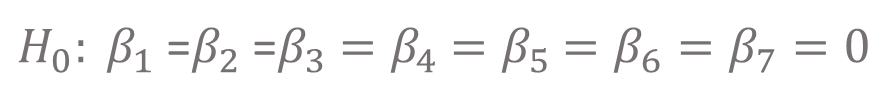 H₀: β₁ =β₂ =β₃ = β₄ = β₅ = β₆ = β₇ = 0